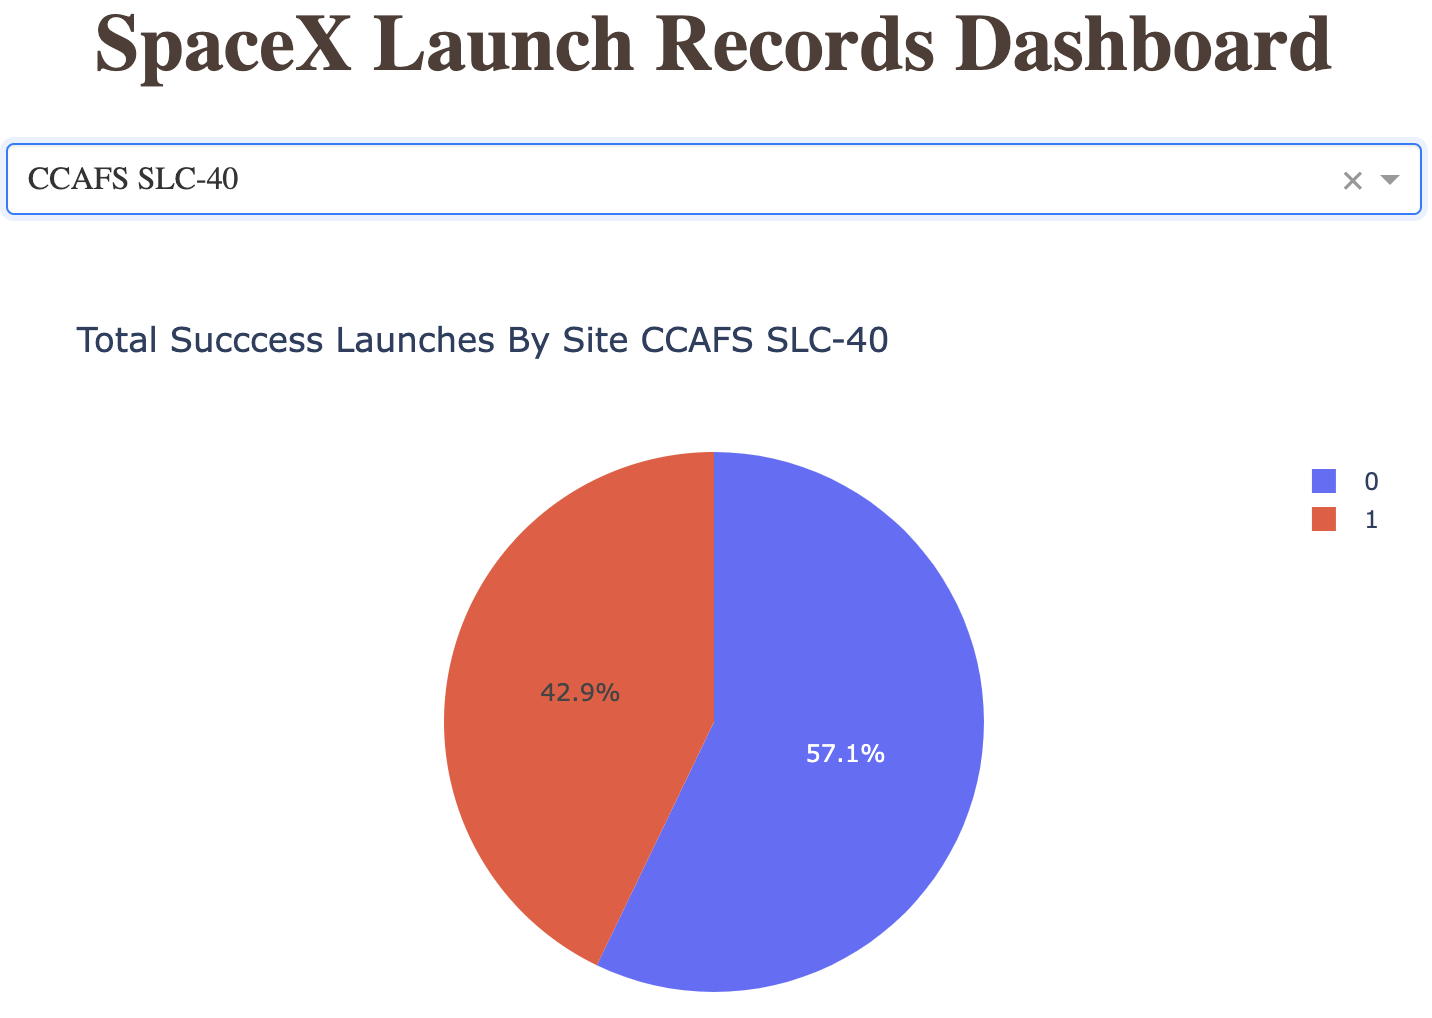 SpaceX Launch Records Dashboard
CCAFS SLC-40
Total Succcess Launches By Site CCAFS SLC-40
0
1
42.9%
57.1%